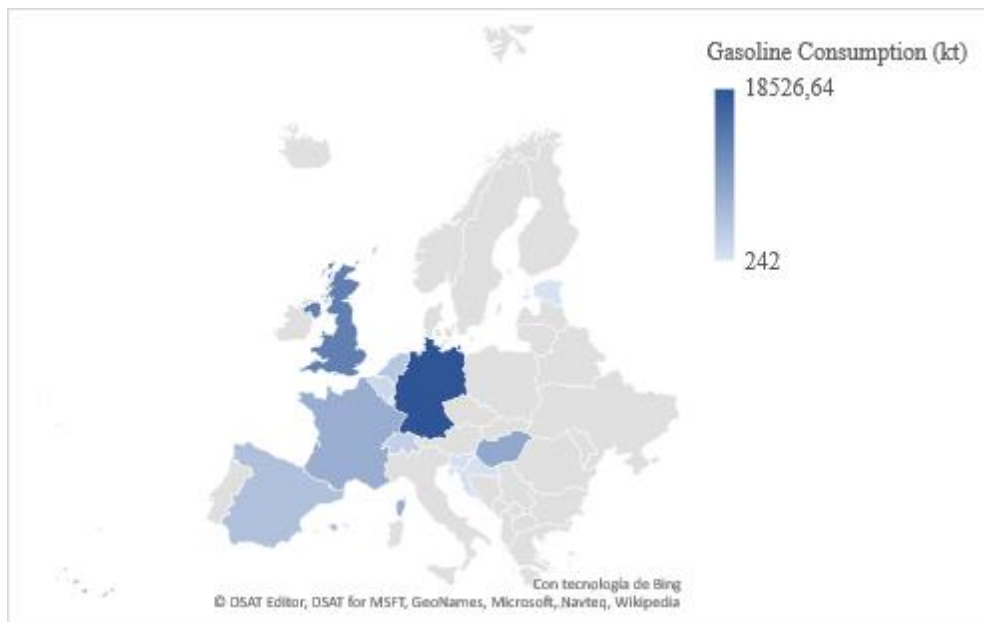 Gasoline Consumption (kt)
18526,64
242
Con tecnología de Bing
© DSAT Editor, DSAT for MSFT, GeoNames, Microsoft, Navteq, Wikipedia